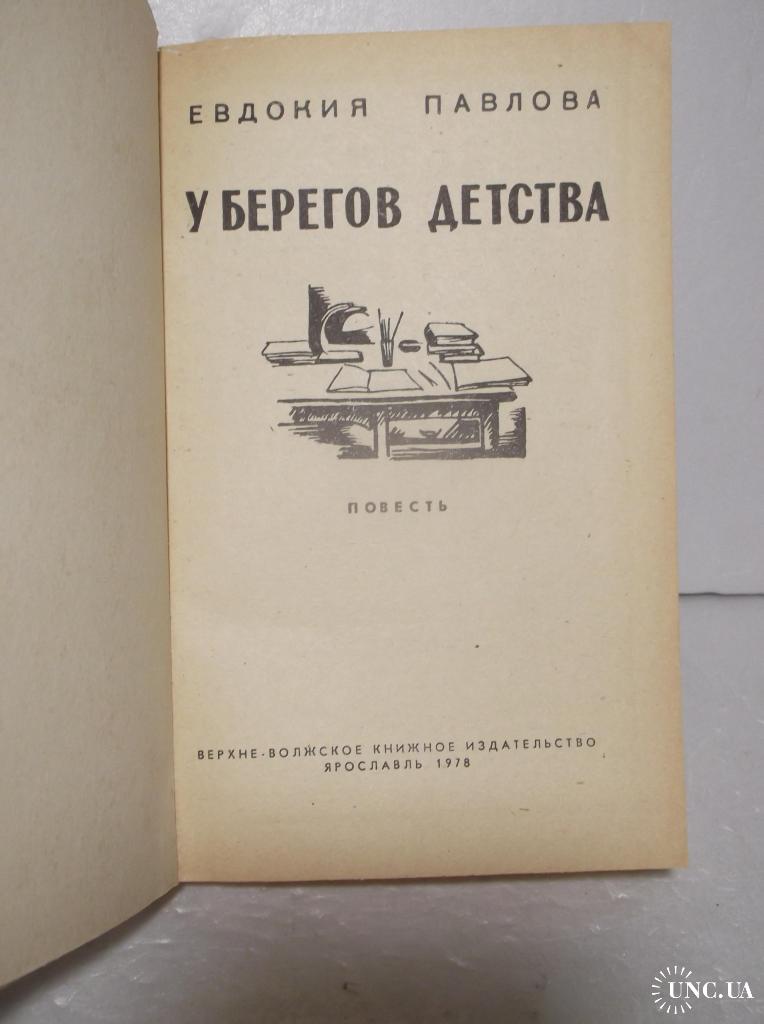 ЕВДОКИЯ ПАВЛОВА
У БЕРЕГОВ ДЕТСТВА
ПОВЕСТЬ
ВЕРХНЕ-ВОЛЖСКОЕ КНИЖНОЕ ИЗДАТЕЛЬСТВО
ЯРОСЛАВЛЬ 1978
UNC.UA